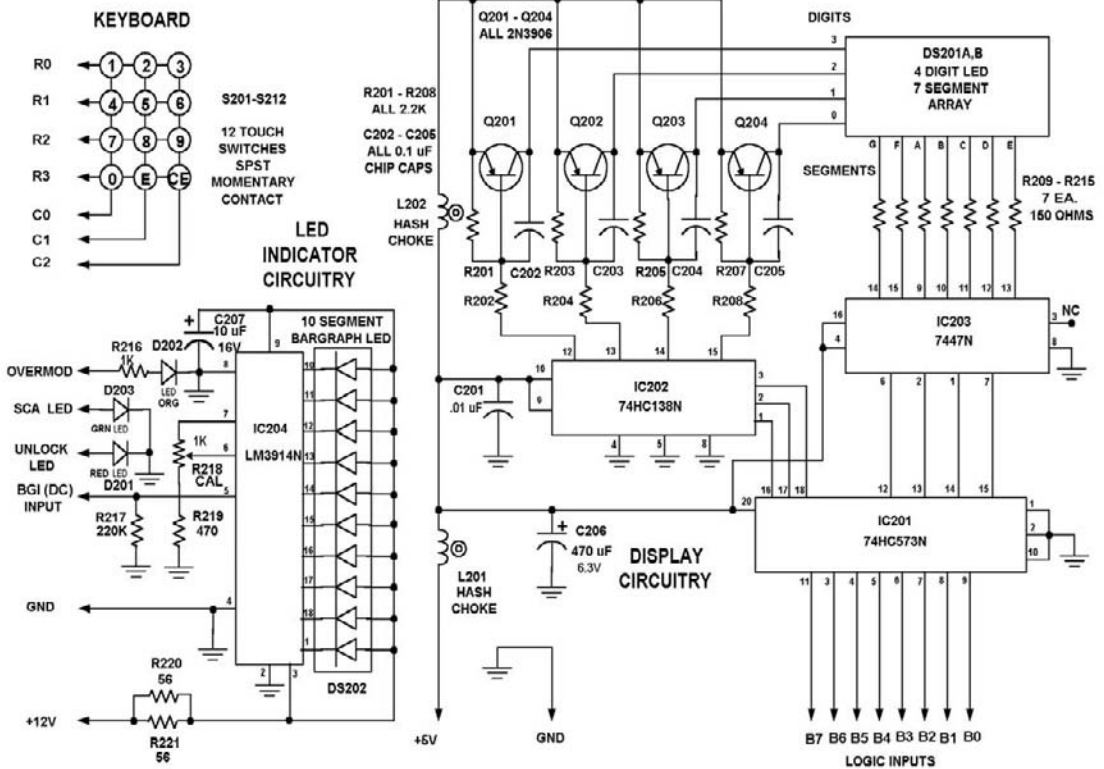 KEYBOARD
R0
1 2 3
R1
4 5 6
R2
7 8 9
R3
0 E CE
C0
C1
C2
S201-S212
12 TOUCH
SWITCHES
SPST
MOMENTARY
CONTACT
LED
INDICATOR
CIRCUITRY
C207
10 uF
16V
10 SEGMENT
BARGRAPH LED
R216
1K
D202
LED
ORG
OVERMOD
D203
SCA LED
GRN LED
UNLOCK
LED
RED LED
D201
BGI (DC)
INPUT
R217
220K
1K
R218
CAL
R219
470
GND
R220
56
+12V
R221
56
IC204
LM3914N
9
8
7
6
5
4
2
3
10
11
12
13
14
15
16
17
18
1
DS202
Q201 - Q204
ALL 2N3906
R201 - R208
ALL 2.2K
C202 - C205
ALL 0.1 uF
CHIP CAPS
Q201
Q202
Q203
Q204
L202
HASH
CHOKE
R201
C202
R203
C203
R205
C204
R207
C205
R202
R204
R206
R208
DIGITS
3
2
1
0
DS201A,B
4 DIGIT LED
7 SEGMENT
ARRAY
G F A B C D E
SEGMENTS
R209 - R215
7 EA.
150 OHMS
14 15 9 10 11 12 13
16
4
IC203
7447N
3
NC
8
6 2 1 7
12 13 14 15
10
9
IC202
74HC138N
3
2
1
4 5 8
C201
.01 uF
16 17 18
12 13 14 15
20
IC201
74HC573N
1
2
10
11 3 4 5 6 7 8 9
C206
470 uF
6.3V
DISPLAY
CIRCUITRY
L201
HASH
CHOKE
+5V
GND
B7 B6 B5 B4 B3 B2 B1 B0
LOGIC INPUTS